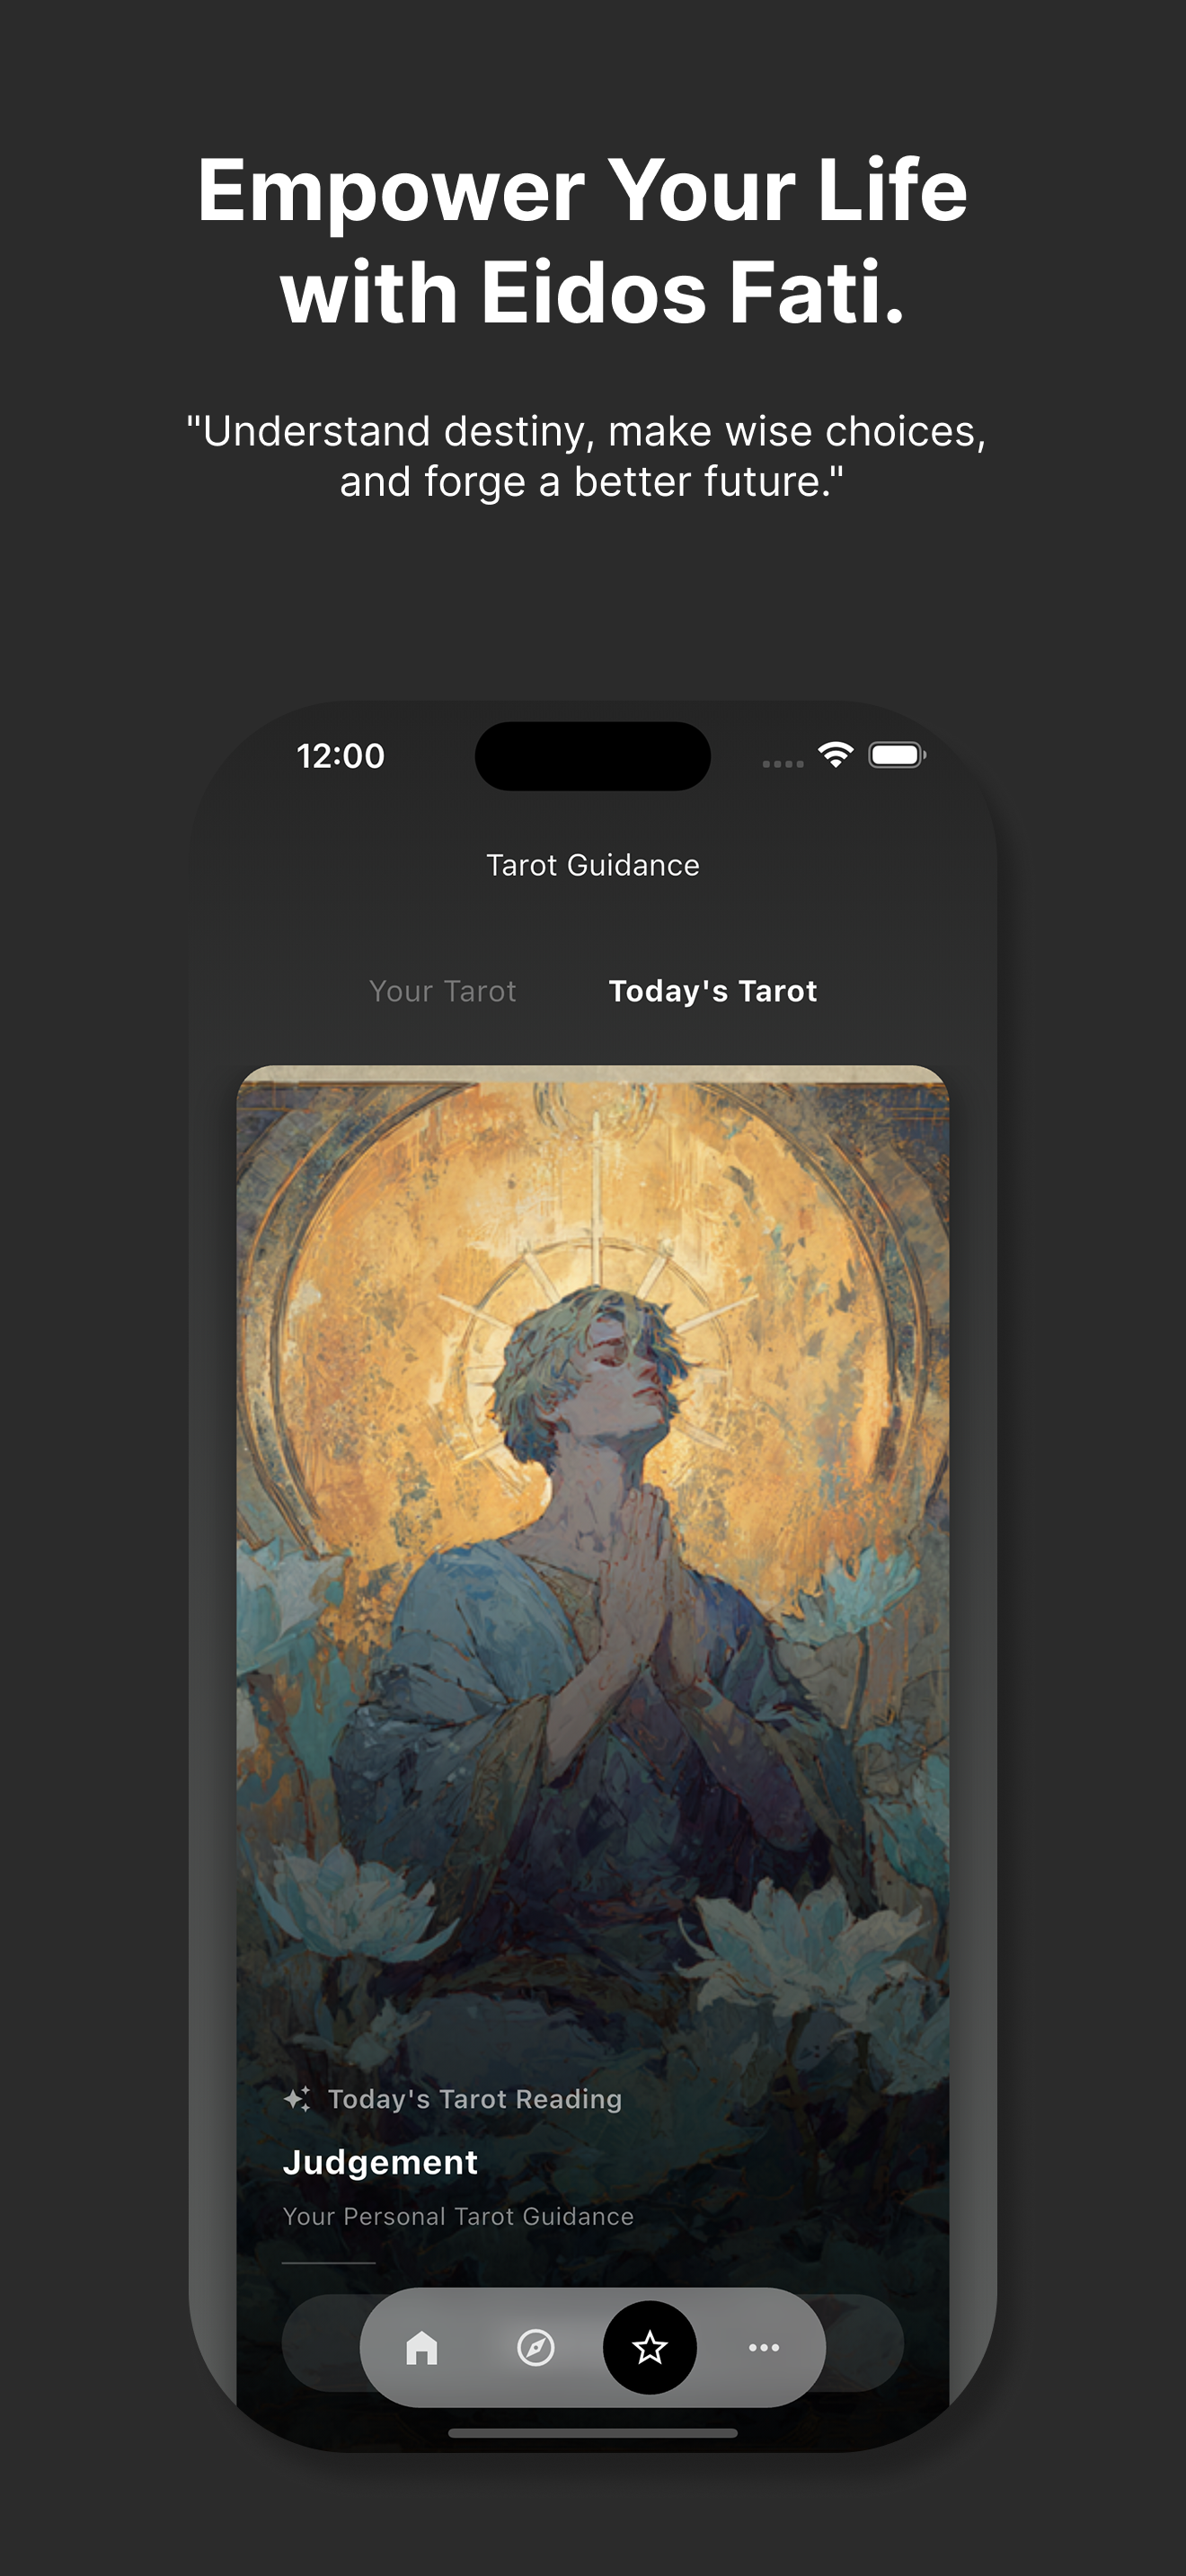 Empower Your Life
with Eidos Fati.
"Understand destiny, make wise choices,
and forge a better future."
12:00
Tarot Guidance
Your Tarot
Today's Tarot
Today's Tarot Reading
Judgement
Your Personal Tarot Guidance